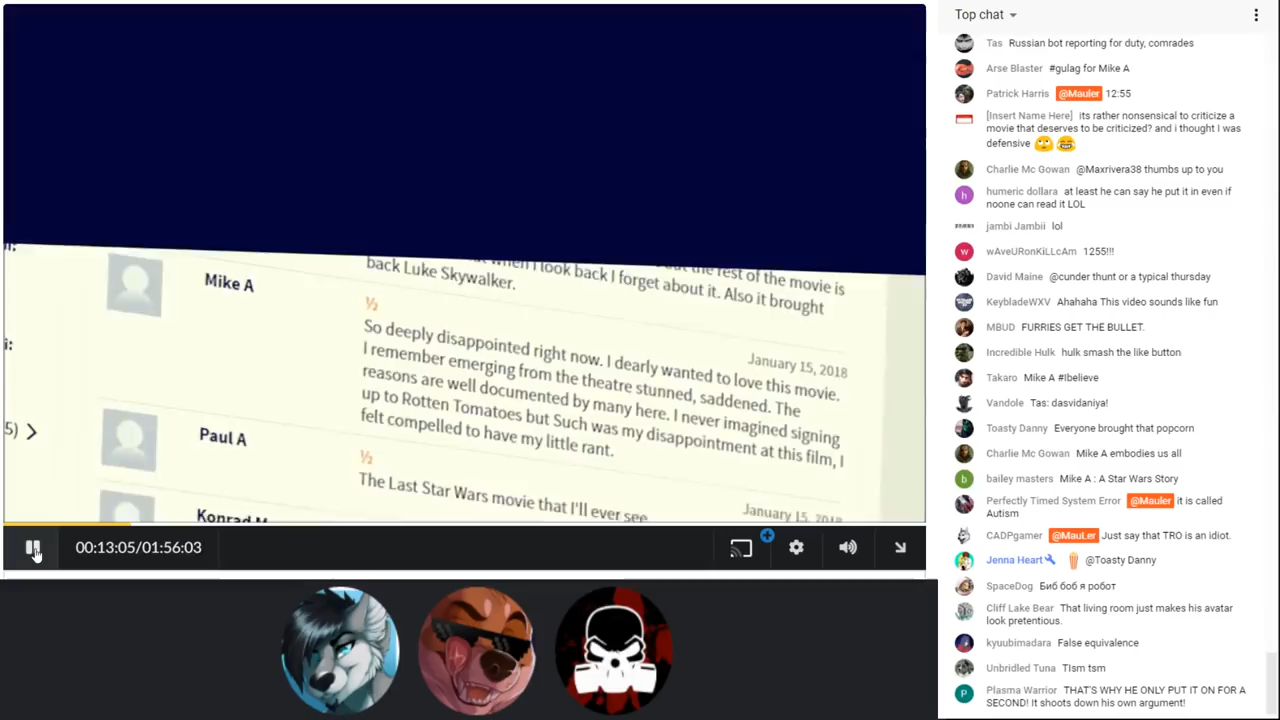 back Luke Skywalker.
when I look back I forget about it. Also it brought
the rest of the movie is
Mike A
½
January 15, 2018
So deeply disappointed right now. I dearly wanted to love this movie.
I remember emerging from the theatre stunned, saddened. The
reasons are well documented by many here. I never imagined signing
up to Rotten Tomatoes but Such was my disappointment at this film, I
felt compelled to have my little rant.
i:
5) >
Paul A
½
January 15, 2018
The Last Star Wars movie that I'll ever see
Konrad M
00:13:05/01:56:03
Top chat
Tas Russian bot reporting for duty, comrades
Arse Blaster #gulag for Mike A
Patrick Harris @Mauler 12:55
[Insert Name Here] its rather nonsensical to criticize a
movie that deserves to be criticized? and i thought I was
defensive 🙄 😂
Charlie Mc Gowan @Maxrivera38 thumbs up to you
humeric dollara at least he can say he put it in even if
noone can read it LOL
jambi Jambii lol
wAveURonKiLLcAm 1255!!!
David Maine @cunder thunt or a typical thursday
KeybladeWXV Ahahaha This video sounds like fun
MBUD FURRIES GET THE BULLET.
Incredible Hulk hulk smash the like button
Takaro Mike A #Ibelieve
Vandole Tas: dasvidaniya!
Toasty Danny Everyone brought that popcorn
Charlie Mc Gowan Mike A embodies us all
bailey masters Mike A : A Star Wars Story
Perfectly Timed System Error @Mauler it is called
Autism
CADPgamer @MauLer Just say that TRO is an idiot.
Jenna Heart 🍿 @Toasty Danny
SpaceDog Биб боб я робот
Cliff Lake Bear That living room just makes his avatar
look pretentious.
kyuubimadara False equivalence
Unbridled Tuna TIsm tsm
Plasma Warrior THAT'S WHY HE ONLY PUT IT ON FOR A
SECOND! It shoots down his own argument!